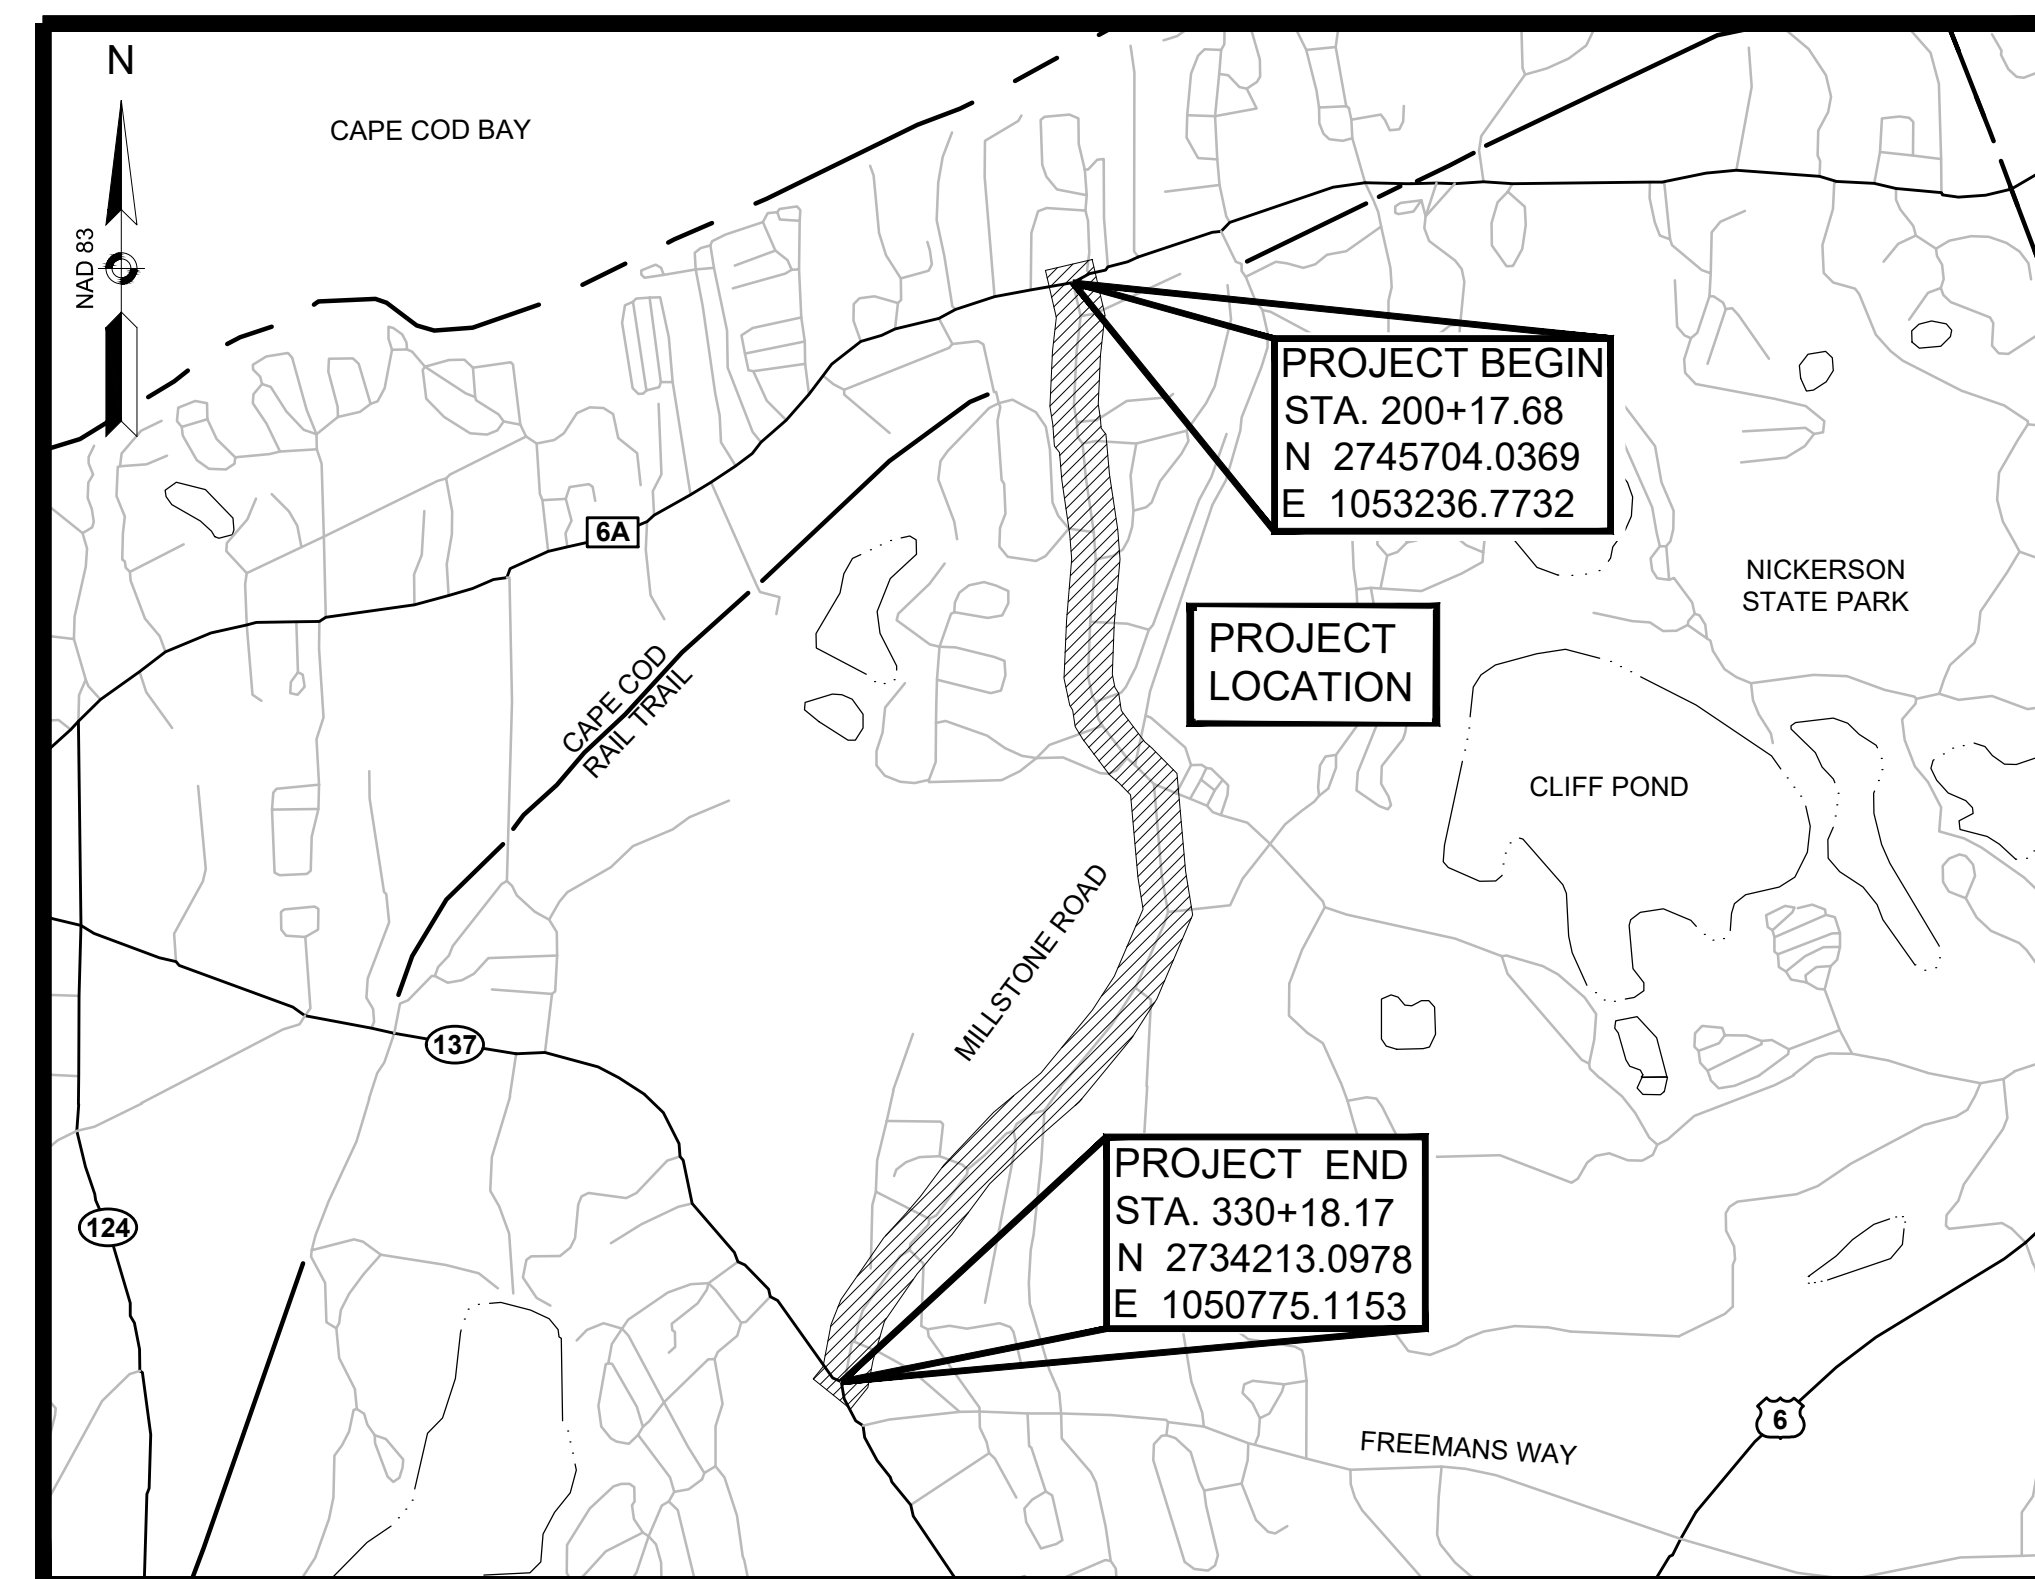 N
CAPE COD BAY
NAD 83
PROJECT BEGIN
STA. 200+17.68
N 2745704.0369
E 1053236.7732
6A
NICKERSON
STATE PARK
PROJECT
LOCATION
CAPE COD
RAIL TRAIL
CLIFF POND
MILLSTONE ROAD
137
PROJECT END
STA. 330+18.17
N 2734213.0978
E 1050775.1153
124
6
FREEMANS WAY